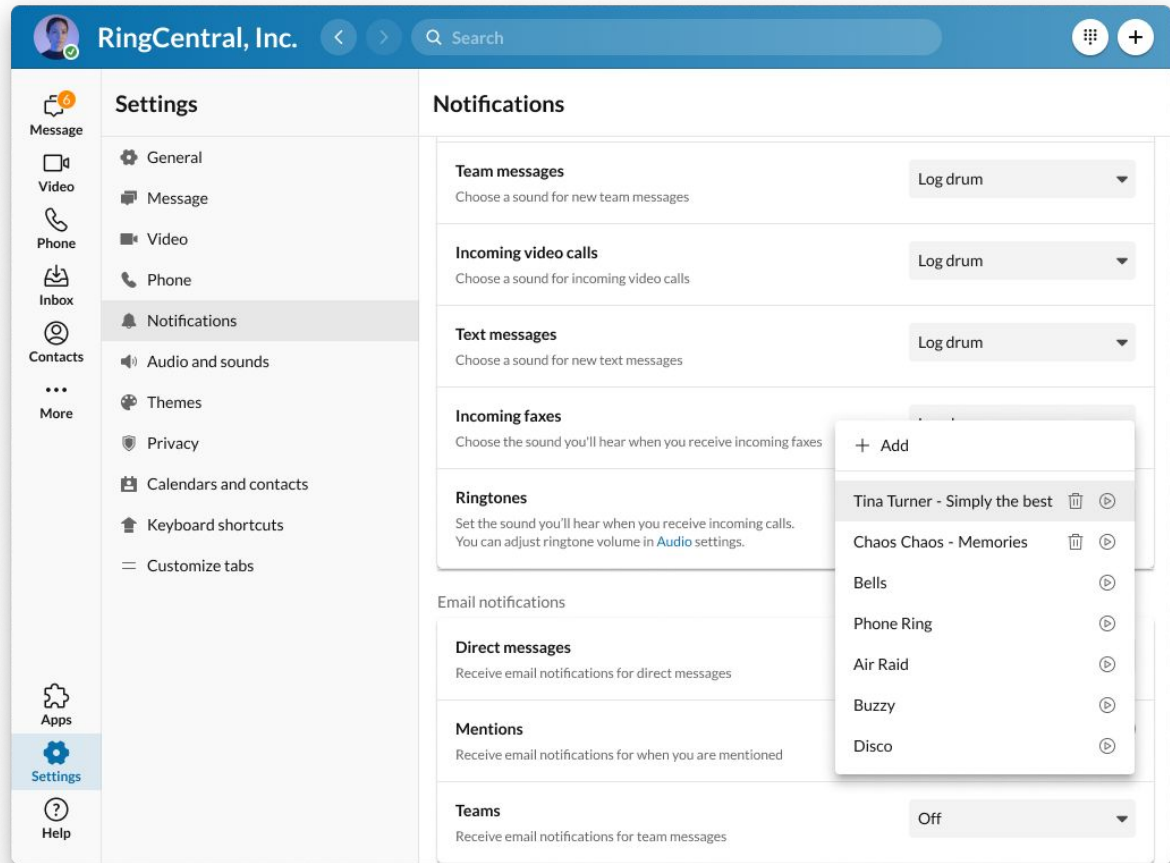 RingCentral, Inc.
Search
6
Message
Video
Phone
Inbox
Contacts
More
Apps
Settings
Help
Settings
General
Message
Video
Phone
Notifications
Audio and sounds
Themes
Privacy
Calendars and contacts
Keyboard shortcuts
Customize tabs
Notifications
Team messages
Choose a sound for new team messages
Log drum
Incoming video calls
Choose a sound for incoming video calls
Log drum
Text messages
Choose a sound for new text messages
Log drum
Incoming faxes
Choose the sound you'll hear when you receive incoming faxes
Ringtones
Set the sound you'll hear when you receive incoming calls.
You can adjust ringtone volume in Audio settings.
+ Add
Tina Turner - Simply the best
Chaos Chaos - Memories
Bells
Phone Ring
Air Raid
Buzzy
Disco
Email notifications
Direct messages
Receive email notifications for direct messages
Mentions
Receive email notifications for when you are mentioned
Teams
Receive email notifications for team messages
Off